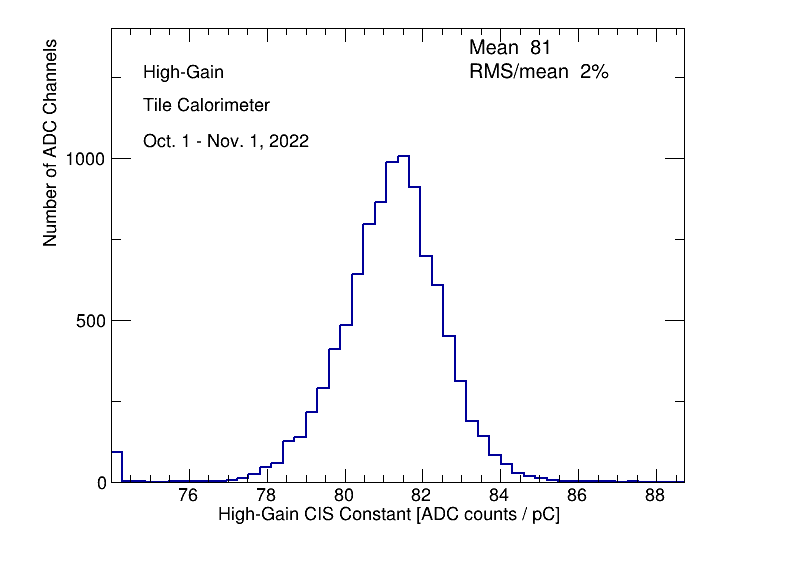 Mean 81
RMS/mean 2%
High-Gain
Tile Calorimeter
Oct. 1 - Nov. 1, 2022
Number of ADC Channels
1000
500
0
76 78 80 82 84 86 88
High-Gain CIS Constant [ADC counts / pC]